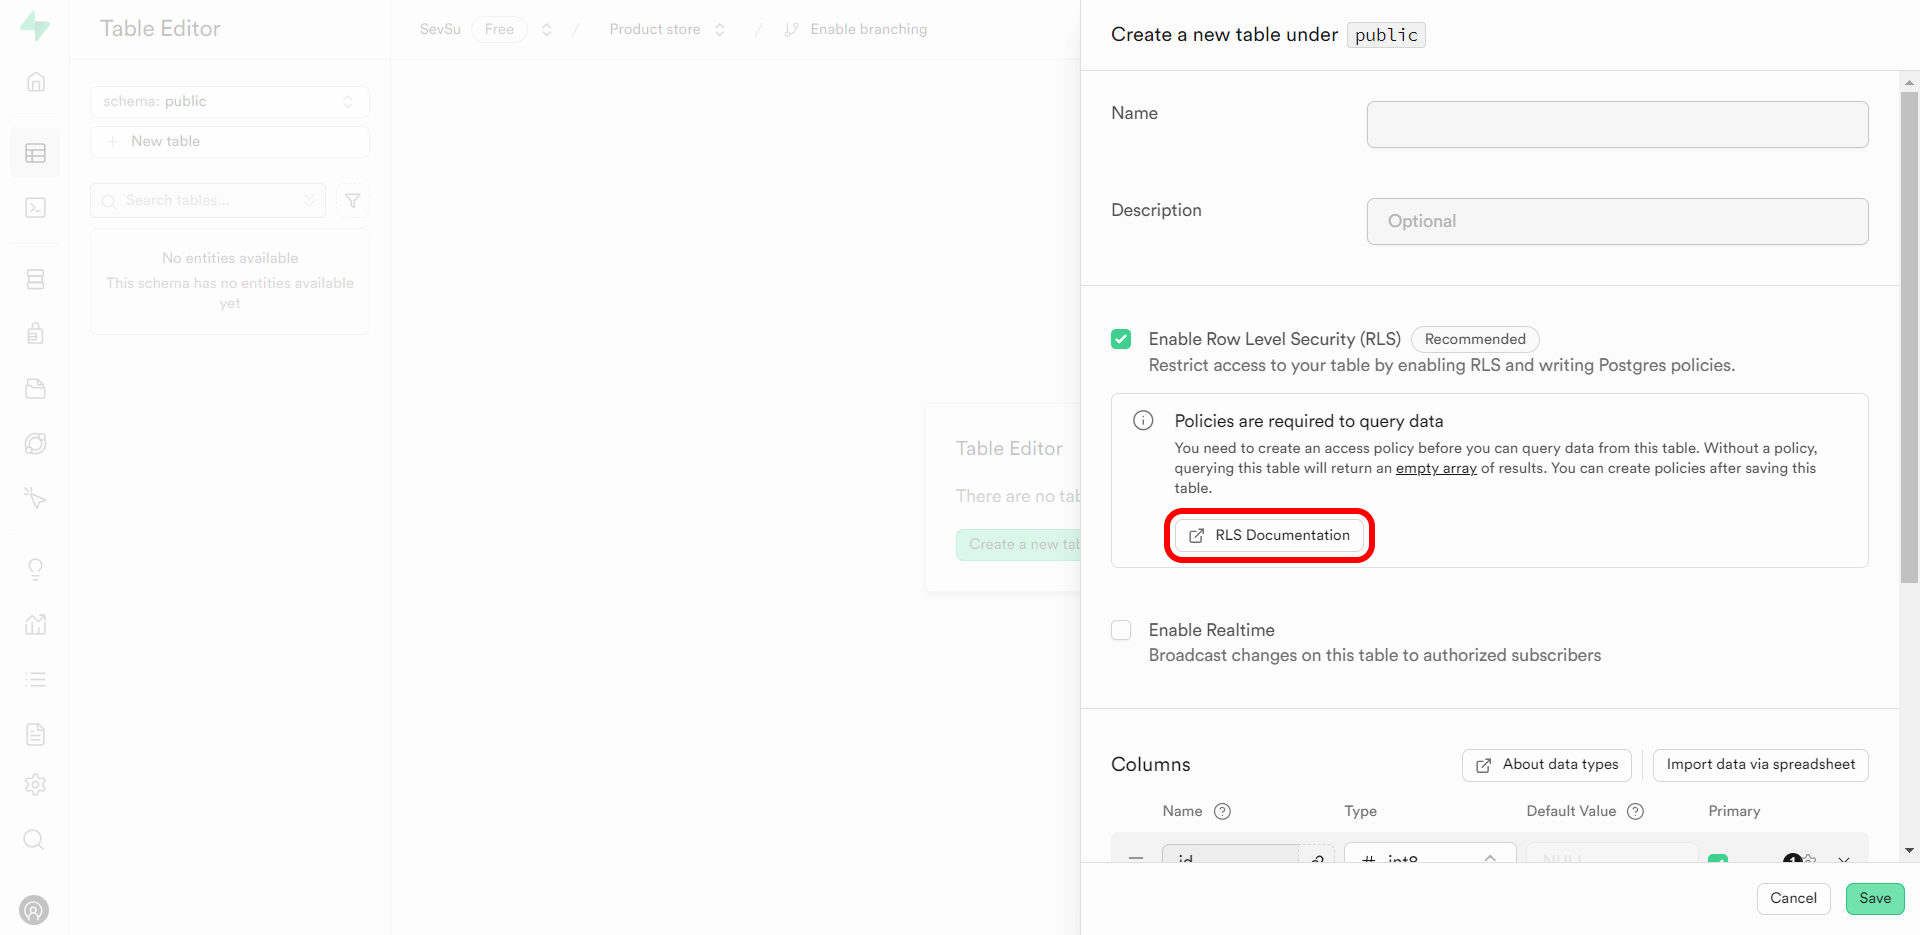 Table Editor
SevSu Free / Product store / Enable branching
schema: public
+ New table
Search tables...
No entities available
This schema has no entities available
yet
Table Editor
There are no tab
Create a new tab
Create a new table under public
Name
Description
Optional
Enable Row Level Security (RLS) Recommended
Restrict access to your table by enabling RLS and writing Postgres policies.
Policies are required to query data
You need to create an access policy before you can query data from this table. Without a policy,
querying this table will return an empty array of results. You can create policies after saving this
table.
RLS Documentation
Enable Realtime
Broadcast changes on this table to authorized subscribers
Columns
About data types
Import data via spreadsheet
Name Type Default Value Primary
id # int8 NULL 1
Cancel Save